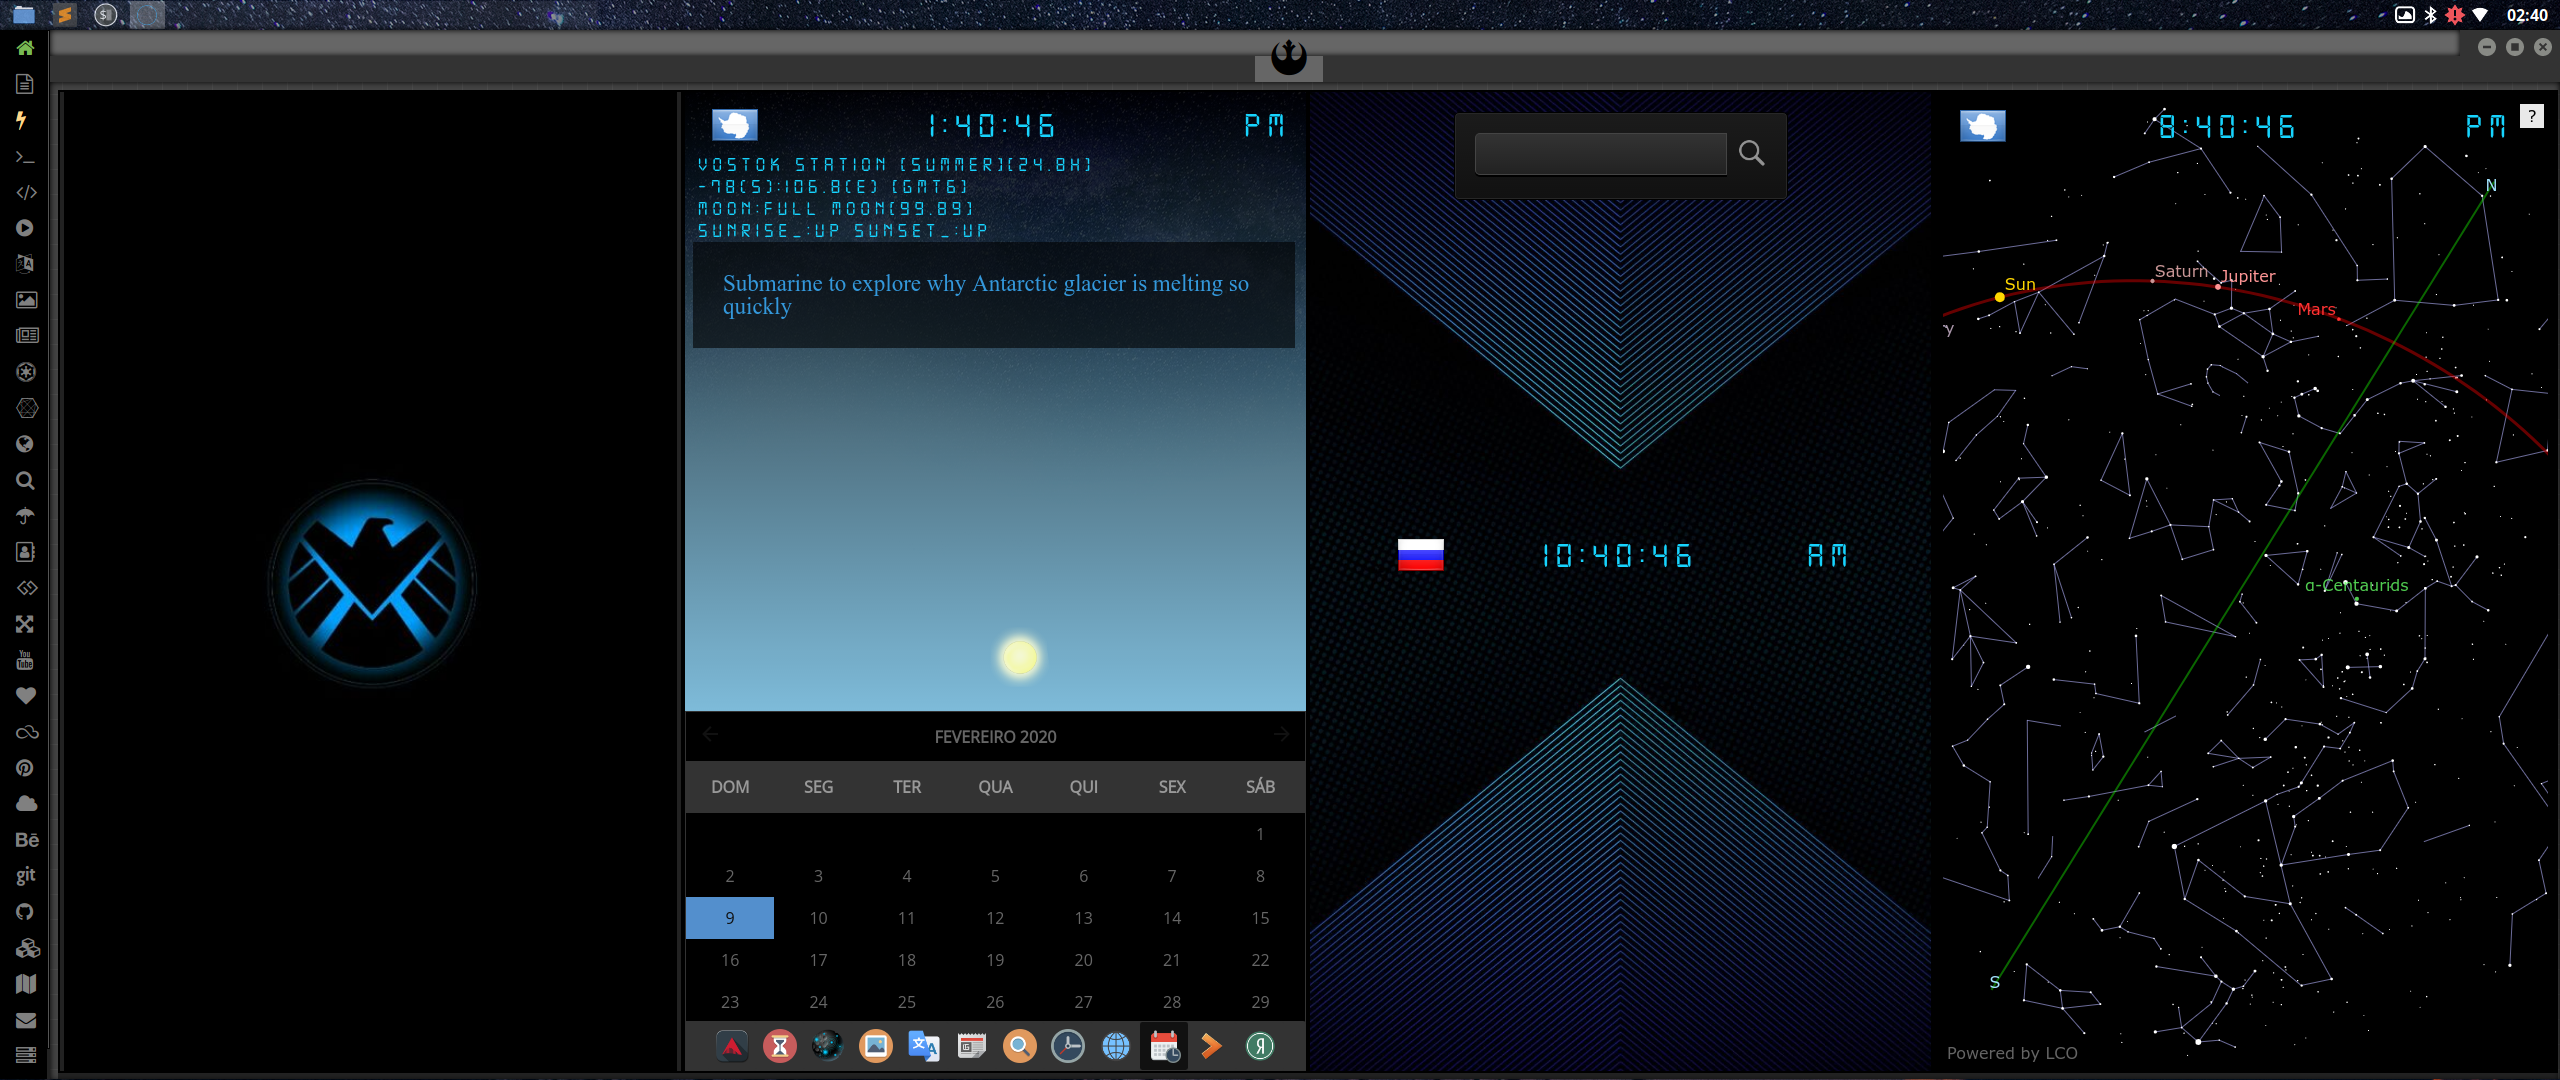 02:40
1:40:46 PM
VOSTOK STATION [SUMMER][24.8H]
-78(S):106.8(E) [GMT6]
MOON:FULL MOON[99.89]
SUNRISE_:UP SUNSET_:UP
Submarine to explore why Antarctic glacier is melting so
quickly
FEVEREIRO 2020
DOM SEG TER QUA QUI SEX SÁB
1
2 3 4 5 6 7 8
9 10 11 12 13 14 15
16 17 18 19 20 21 22
23 24 25 26 27 28 29
10:40:46 AM
8:40:46 PM
?
N
Saturn
Jupiter
Sun
Mars
ry
α-Centaurids
S
Powered by LCO
You
Tube
Bē
git
Я